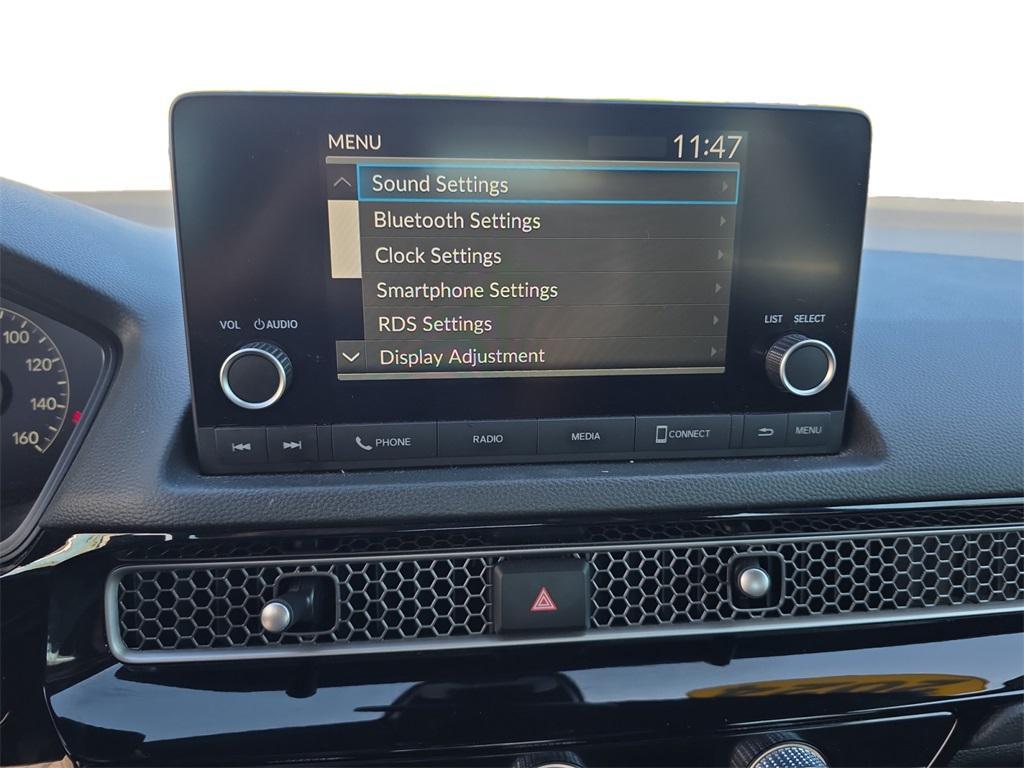 MENU 11:47
Sound Settings
Bluetooth Settings
Clock Settings
Smartphone Settings
RDS Settings
Display Adjustment
VOL AUDIO
LIST SELECT
PHONE RADIO MEDIA CONNECT MENU
100
120
140
160